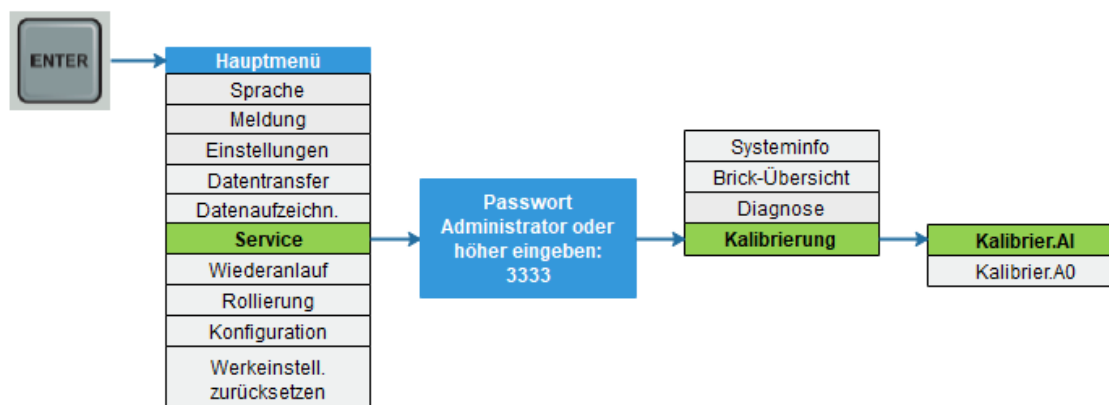 ENTER
Hauptmenü
Sprache
Meldung
Einstellungen
Datentransfer
Datenaufzeichn.
Service
Wiederanlauf
Rollierung
Konfiguration
Werkeinstell.
zurücksetzen
Passwort
Administrator oder
höher eingeben:
3333
Systeminfo
Brick-Übersicht
Diagnose
Kalibrierung
Kalibrier.AI
Kalibrier.A0